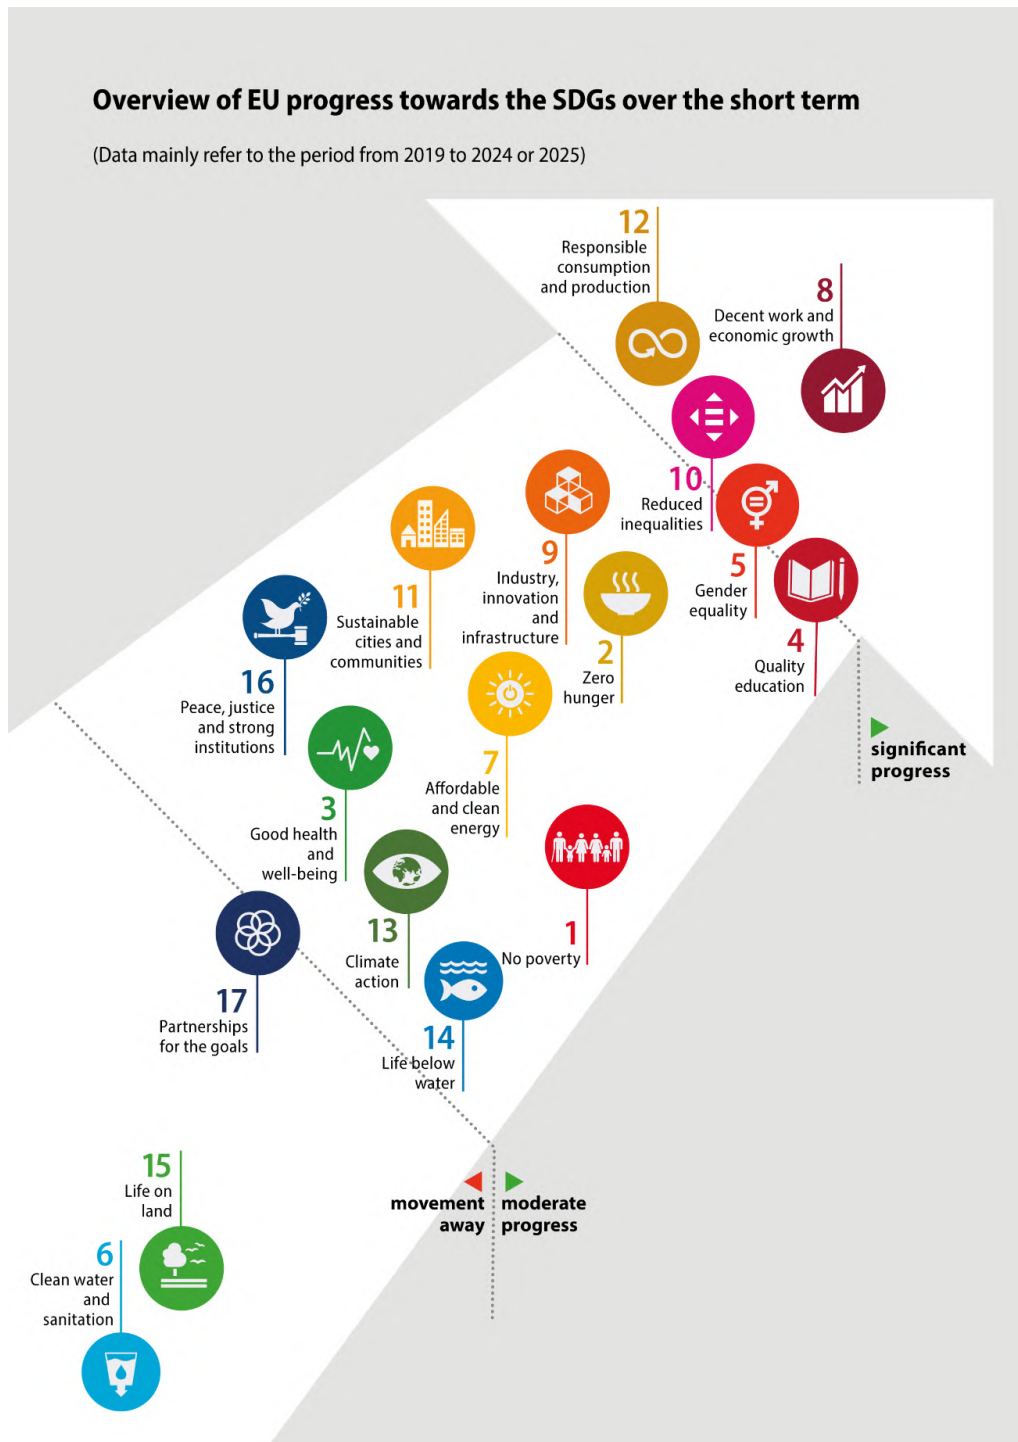 Overview of EU progress towards the SDGs over the short term
(Data mainly refer to the period from 2019 to 2024 or 2025)
12
Responsible
consumption
and production
8
Decent work and
economic growth
10
Reduced
inequalities
9
Industry,
innovation
and
infrastructure
5
Gender
equality
11
Sustainable
cities and
communities
4
Quality
education
2
Zero
hunger
16
Peace, justice
and strong
institutions
significant
progress
7
Affordable
and clean
energy
3
Good health
and
well-being
13
Climate
action
1
No poverty
17
Partnerships
for the goals
14
Life below
water
15
Life on
land
movement
away
moderate
progress
6
Clean water
and
sanitation